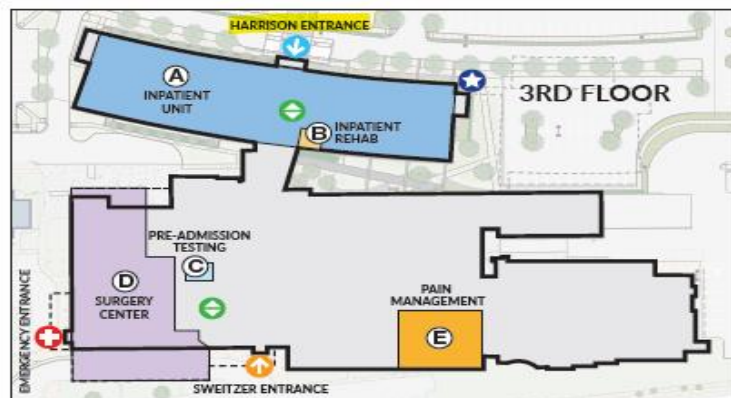 HARRISON ENTRANCE
A
INPATIENT
UNIT
3RD FLOOR
B
INPATIENT
REHAB
PRE-ADMISSION
TESTING
C
D
SURGERY
CENTER
PAIN
MANAGEMENT
E
EMERGENCY ENTRANCE
SWEITZER ENTRANCE